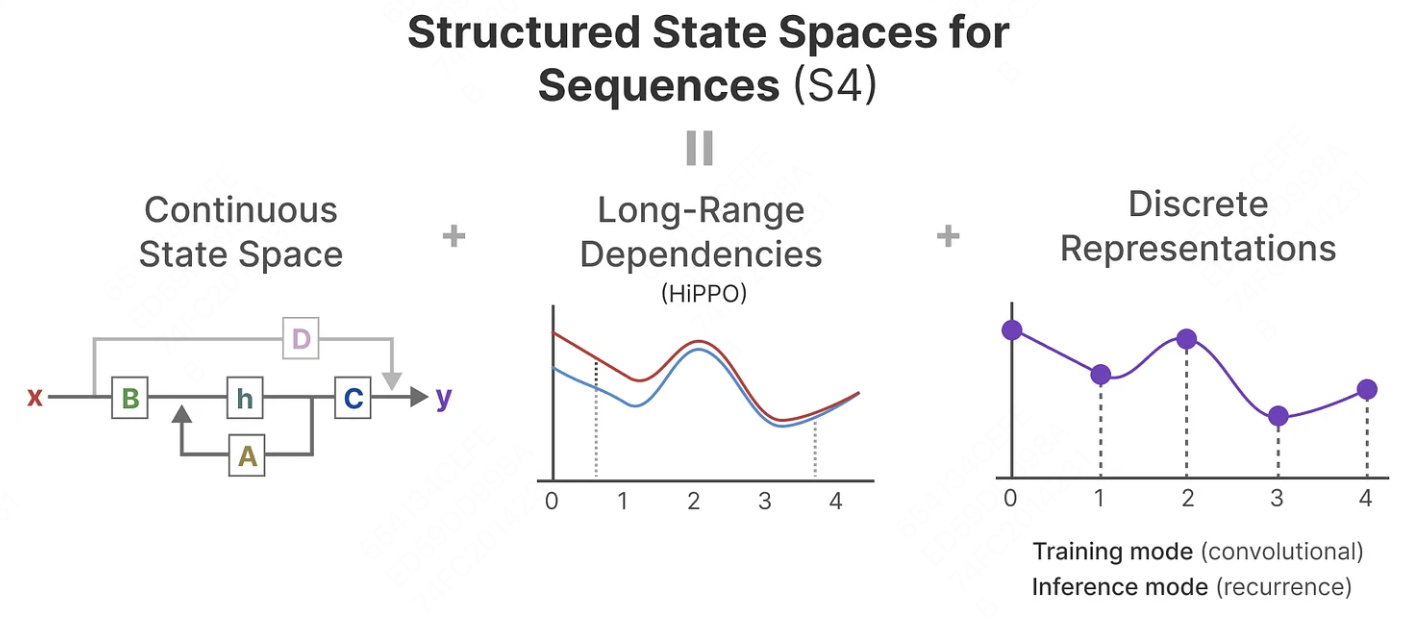 Structured State Spaces for
Sequences (S4)
=
Continuous
State Space
+
Long-Range
Dependencies
(HiPPO)
+
Discrete
Representations
D
x B h C y
A
0 1 2 3 4
0 1 2 3 4
Training mode (convolutional)
Inference mode (recurrence)